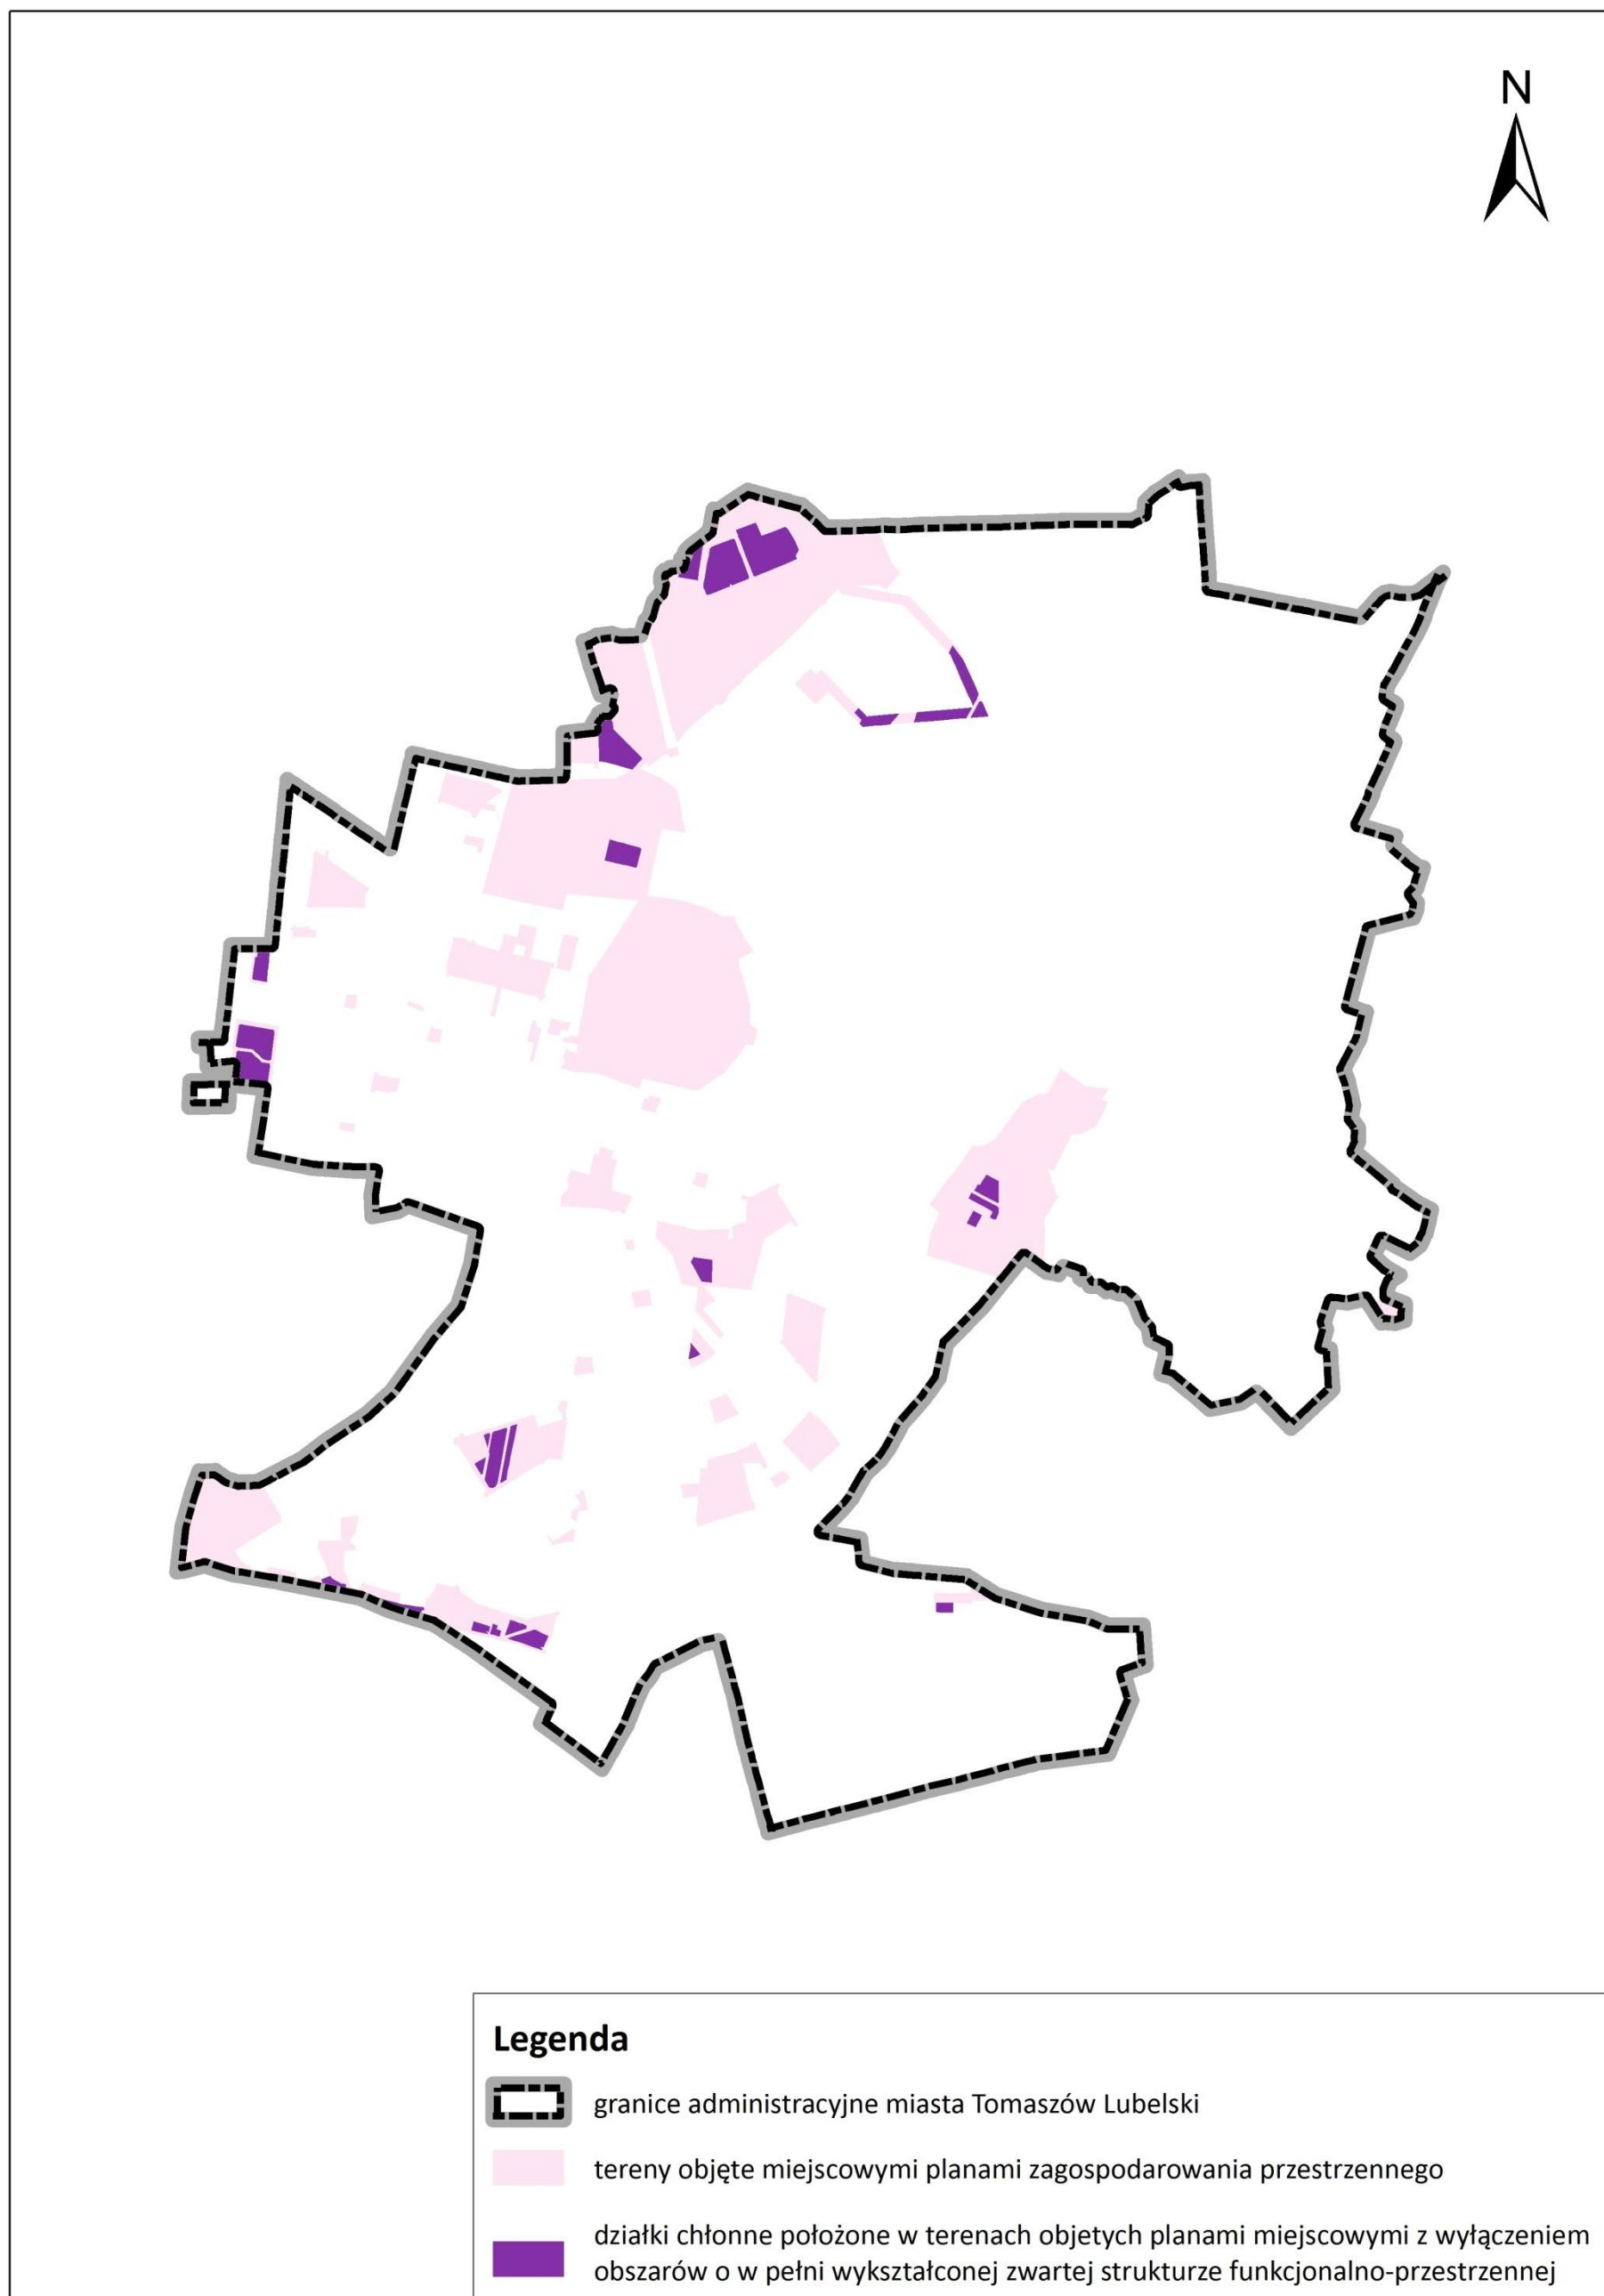 N
Legenda
granice administracyjne miasta Tomaszów Lubelski
tereny objęte miejscowymi planami zagospodarowania przestrzennego
działki chłonne położone w terenach objetych planami miejscowymi z wyłączeniem
obszarów o w pełni wykształconej zwartej strukturze funkcjonalno-przestrzennej